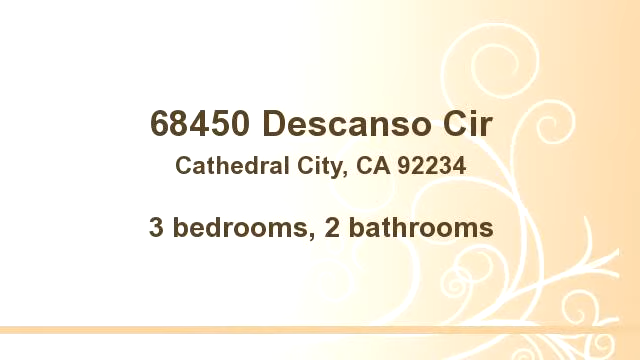 68450 Descanso Cir
Cathedral City, CA 92234
3 bedrooms, 2 bathrooms